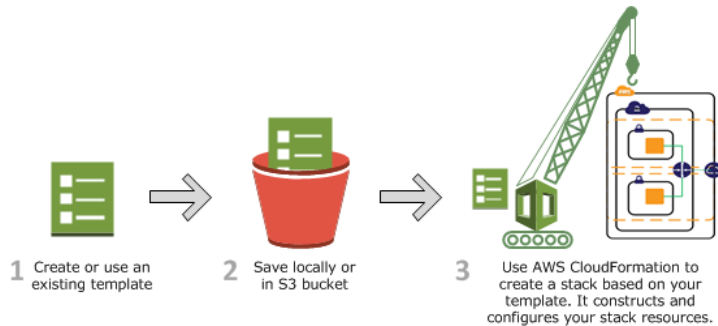 1 Create or use an
existing template
2 Save locally or
in S3 bucket
3 Use AWS CloudFormation to
create a stack based on your
template. It constructs and
configures your stack resources.
aws